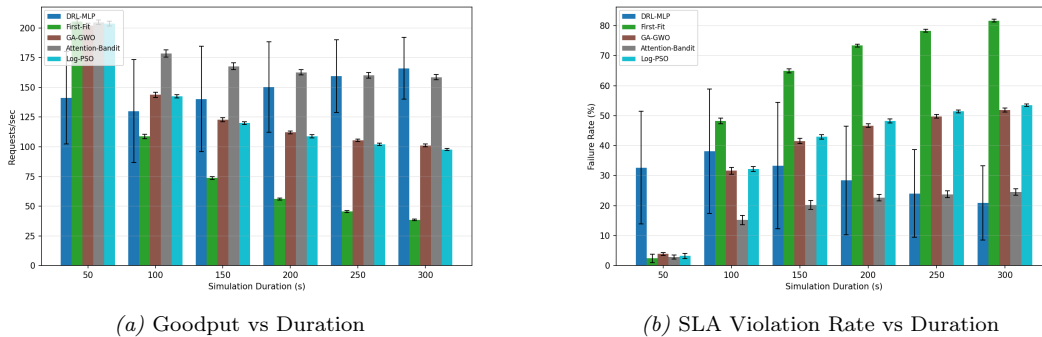 DRL-MLP
First-Fit
GA-GWO
Attention-Bandit
Log-PSO
Requests/sec
200
175
150
125
100
75
50
25
0
50 100 150 200 250 300
Simulation Duration (s)
(a) Goodput vs Duration
DRL-MLP
First-Fit
GA-GWO
Attention-Bandit
Log-PSO
Failure Rate (%)
80
70
60
50
40
30
20
10
0
50 100 150 200 250 300
Simulation Duration (s)
(b) SLA Violation Rate vs Duration